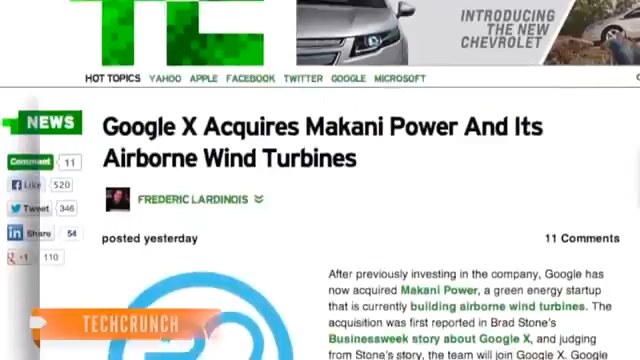 TC
INTRODUCING
THE NEW
CHEVROLET
HOT TOPICS YAHOO APPLE FACEBOOK TWITTER GOOGLE MICROSOFT
NEWS
Google X Acquires Makani Power And Its
Airborne Wind Turbines
Comment 11
Like 520
FREDERIC LARDINOIS
Tweet 346
in Share 54
posted yesterday
11 Comments
+1 110
After previously investing in the company, Google has
now acquired Makani Power, a green energy startup
that is currently building airborne wind turbines. The
acquisition was first reported in Brad Stone's
Businessweek story about Google X, and judging
from Stone's story, the team will join Google X. Google
TECHCRUNCH